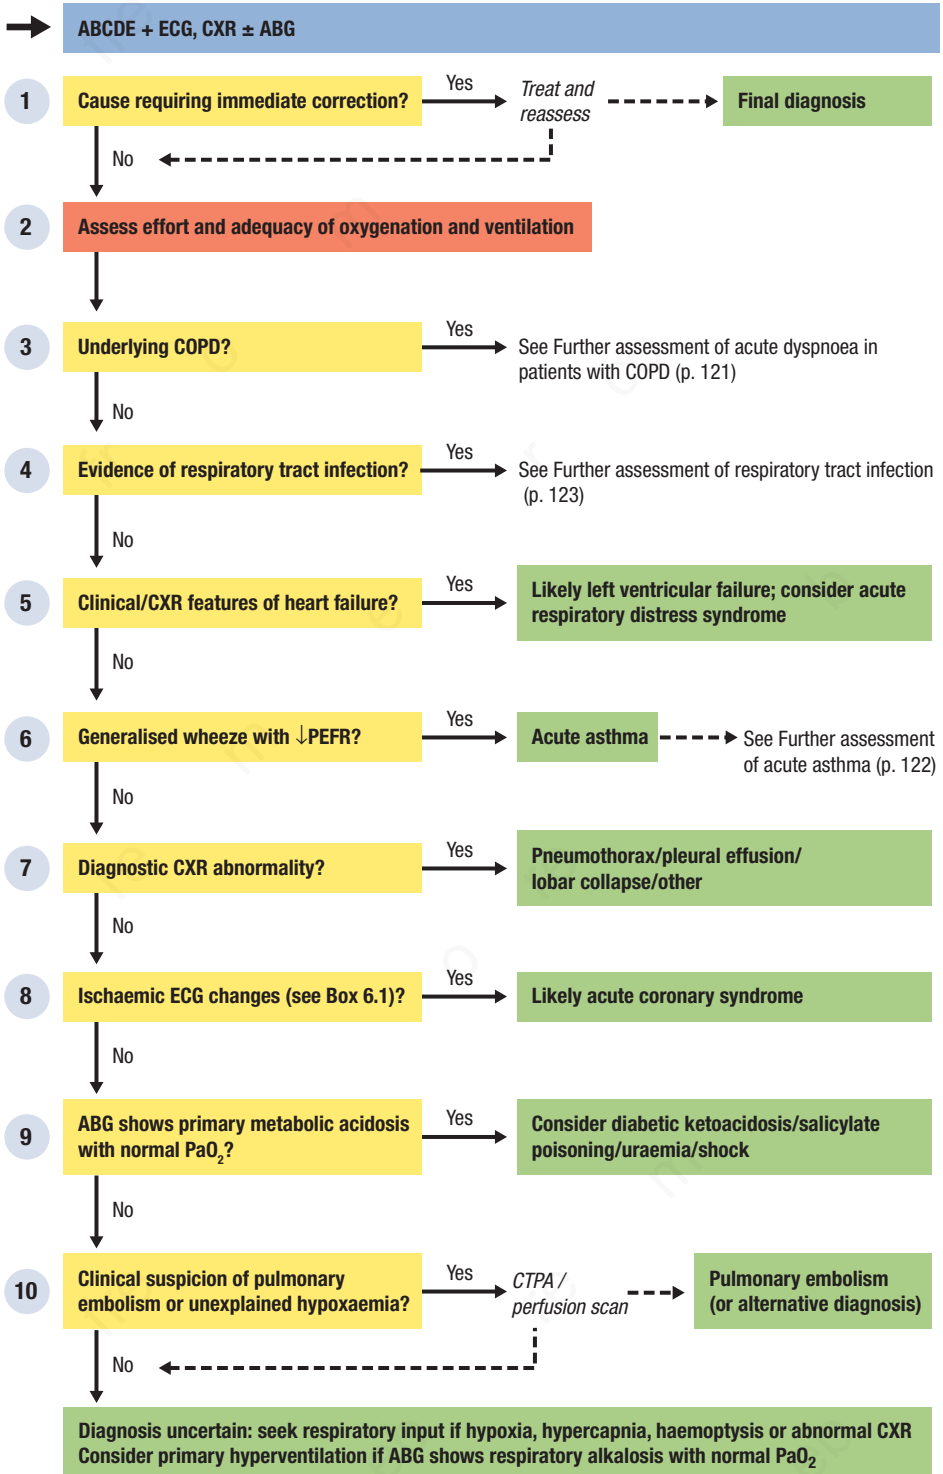 ABCDE + ECG, CXR ± ABG
1
Cause requiring immediate correction?
Yes
Treat and
reassess
Final diagnosis
No
2
Assess effort and adequacy of oxygenation and ventilation
3
Underlying COPD?
Yes
See Further assessment of acute dyspnoea in
patients with COPD (p. 121)
No
4
Evidence of respiratory tract infection?
Yes
See Further assessment of respiratory tract infection
(p. 123)
No
5
Clinical/CXR features of heart failure?
Yes
Likely left ventricular failure; consider acute
respiratory distress syndrome
No
6
Generalised wheeze with ↓PEFR?
Yes
Acute asthma
See Further assessment
of acute asthma (p. 122)
No
7
Diagnostic CXR abnormality?
Yes
Pneumothorax/pleural effusion/
lobar collapse/other
No
8
Ischaemic ECG changes (see Box 6.1)?
Yes
Likely acute coronary syndrome
No
9
ABG shows primary metabolic acidosis
with normal PaO₂?
Yes
Consider diabetic ketoacidosis/salicylate
poisoning/uraemia/shock
No
10
Clinical suspicion of pulmonary
embolism or unexplained hypoxaemia?
Yes
CTPA /
perfusion scan
Pulmonary embolism
(or alternative diagnosis)
No
Diagnosis uncertain: seek respiratory input if hypoxia, hypercapnia, haemoptysis or abnormal CXR
Consider primary hyperventilation if ABG shows respiratory alkalosis with normal PaO₂